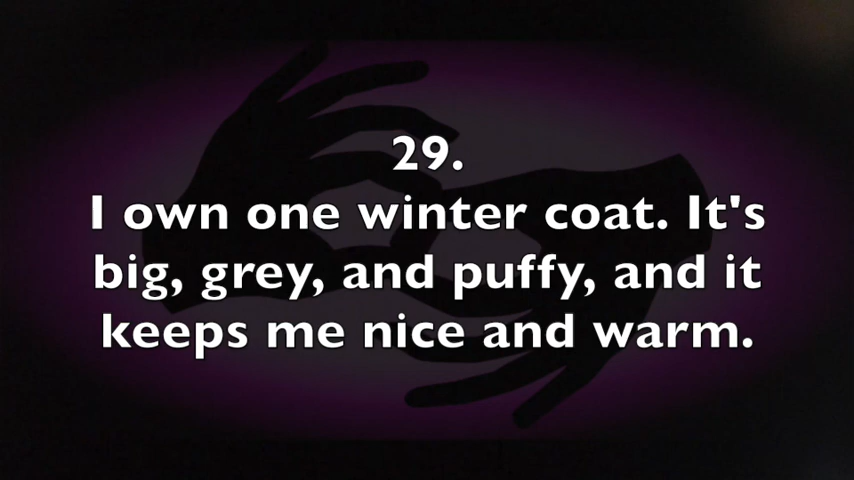 29.
I own one winter coat. It's
big, grey, and puffy, and it
keeps me nice and warm.